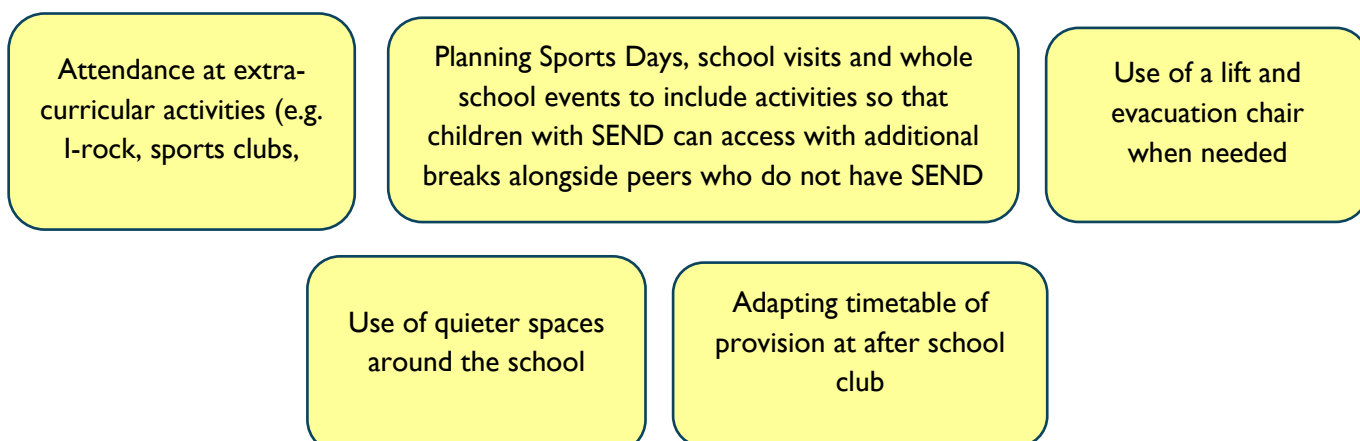 Attendance at extra-
curricular activities (e.g.
I-rock, sports clubs,
Planning Sports Days, school visits and whole
school events to include activities so that
children with SEND can access with additional
breaks alongside peers who do not have SEND
Use of a lift and
evacuation chair
when needed
Use of quieter spaces
around the school
Adapting timetable of
provision at after school
club